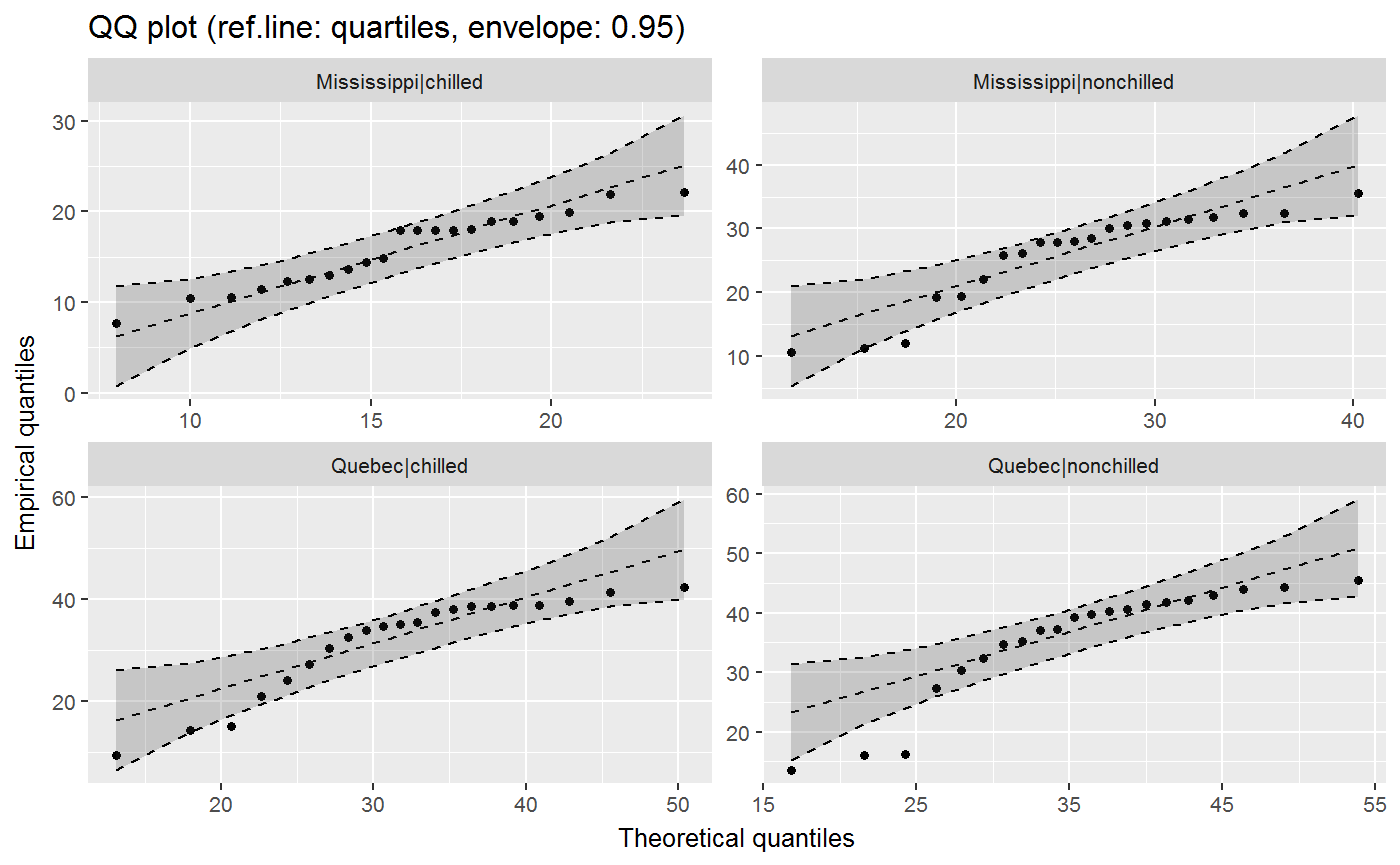 QQ plot (ref.line: quartiles, envelope: 0.95)
Mississippi|chilled
Mississippi|nonchilled
30
20
10
0
40
30
20
10
10 15 20
20 30 40
Quebec|chilled
Quebec|nonchilled
60
40
20
60
50
40
30
20
20 30 40 50
15 25 35 45 55
Empirical quantiles
Theoretical quantiles